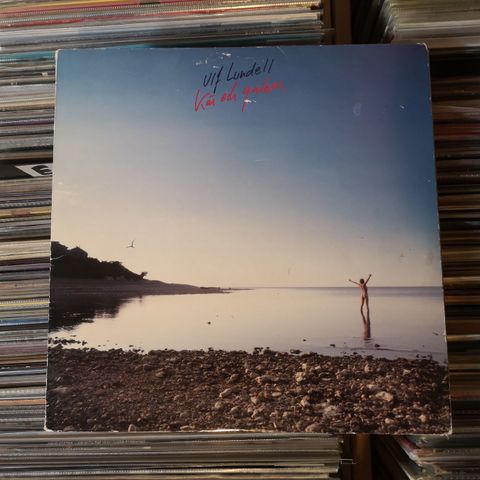 Ulf Lundell
Kär och galen